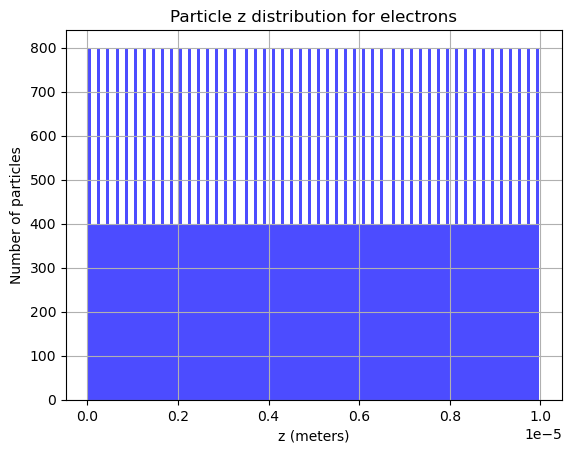 Particle z distribution for electrons
Number of particles
800
700
600
500
400
300
200
100
0
0.0 0.2 0.4 0.6 0.8 1.0
1e−5
z (meters)